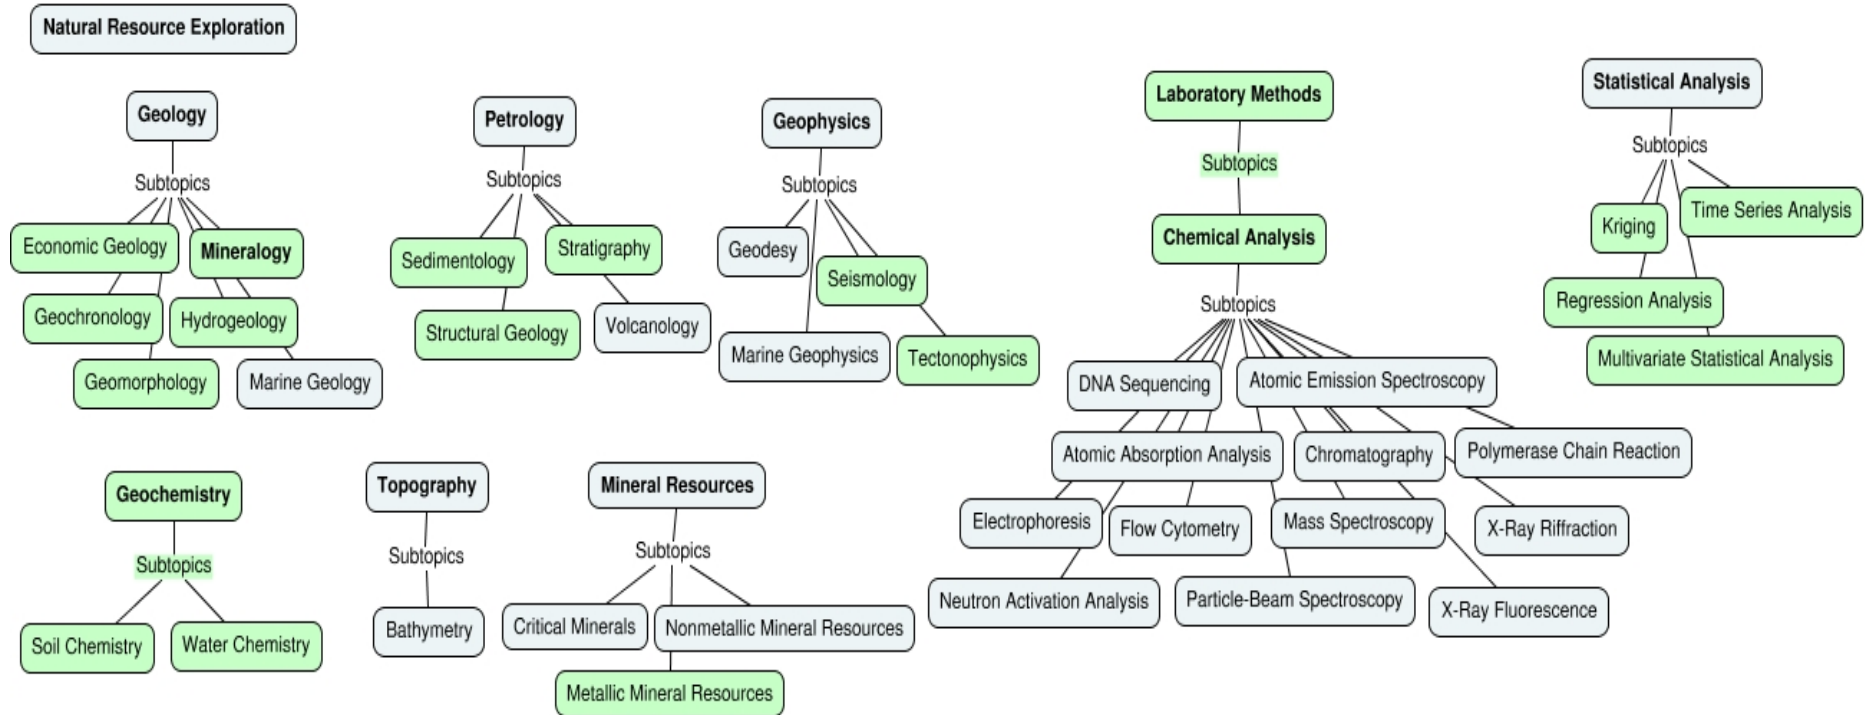 Natural Resource Exploration
Geology
Subtopics
Economic Geology
Mineralogy
Geochronology
Hydrogeology
Geomorphology
Marine Geology
Petrology
Subtopics
Sedimentology
Stratigraphy
Structural Geology
Volcanology
Geophysics
Subtopics
Geodesy
Seismology
Marine Geophysics
Tectonophysics
Laboratory Methods
Subtopics
Chemical Analysis
Subtopics
DNA Sequencing
Atomic Emission Spectroscopy
Atomic Absorption Analysis
Chromatography
Polymerase Chain Reaction
Electrophoresis
Flow Cytometry
Mass Spectroscopy
X-Ray Riffraction
Neutron Activation Analysis
Particle-Beam Spectroscopy
X-Ray Fluorescence
Statistical Analysis
Subtopics
Kriging
Time Series Analysis
Regression Analysis
Multivariate Statistical Analysis
Geochemistry
Subtopics
Soil Chemistry
Water Chemistry
Topography
Subtopics
Bathymetry
Mineral Resources
Subtopics
Critical Minerals
Nonmetallic Mineral Resources
Metallic Mineral Resources